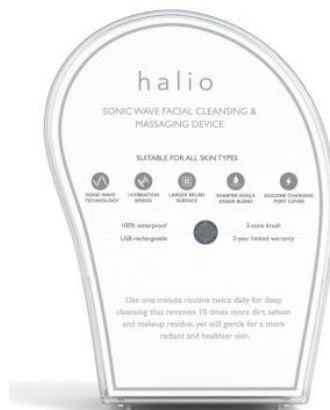 halio
SONIC WAVE FACIAL CLEANSING &
MASSAGING DEVICE
SUITABLE FOR ALL SKIN TYPES
SONIC WAVE TECHNOLOGY
14 VIBRATION SPEEDS
LARGER BRUSH SURFACE
SHARPER ANGLE EASIER BLEND
SILICONE CHARGING PORT COVER
100% waterproof
USB-rechargeable
2-zone brush
2-year limited warranty
Use one-minute routine twice daily for deep
cleansing that removes 10 times more dirt, sebum
and makeup residue, yet still gentle for a more
radiant and healthier skin.